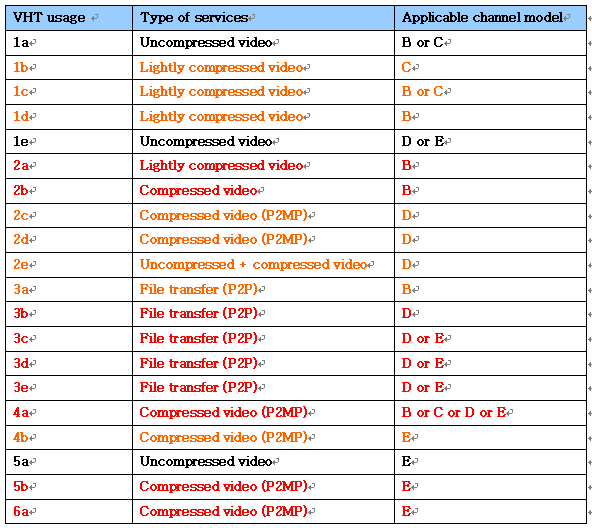 VHT usage Type of services Applicable channel model
1a Uncompressed video B or C
1b Lightly compressed video C
1c Lightly compressed video B or C
1d Lightly compressed video B
1e Uncompressed video D or E
2a Lightly compressed video B
2b Compressed video B
2c Compressed video (P2MP) D
2d Compressed video (P2MP) D
2e Uncompressed + compressed video D
3a File transfer (P2P) B
3b File transfer (P2P) D
3c File transfer (P2P) D or E
3d File transfer (P2P) D or E
3e File transfer (P2P) D or E
4a Compressed video (P2MP) B or C or D or E
4b Compressed video (P2MP) E
5a Uncompressed video E
5b Compressed video (P2MP) E
6a Compressed video (P2MP) E